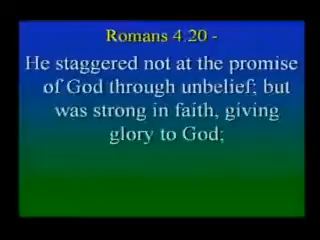 Romans 4.20 -
He staggered not at the promise
of God through unbelief; but
was strong in faith, giving
glory to God;